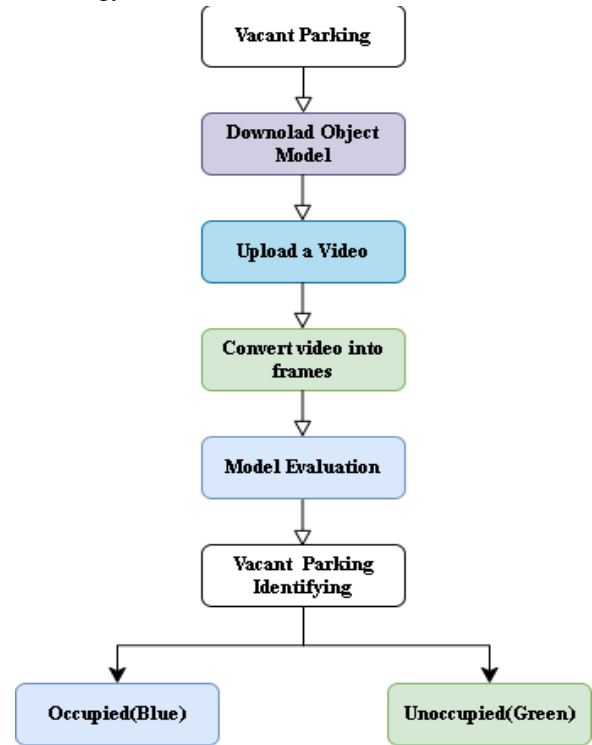 Vacant Parking
Downolad Object
Model
Upload a Video
Convert video into
frames
Model Evaluation
Vacant Parking
Identifying
Occupied(Blue)
Unoccupied(Green)